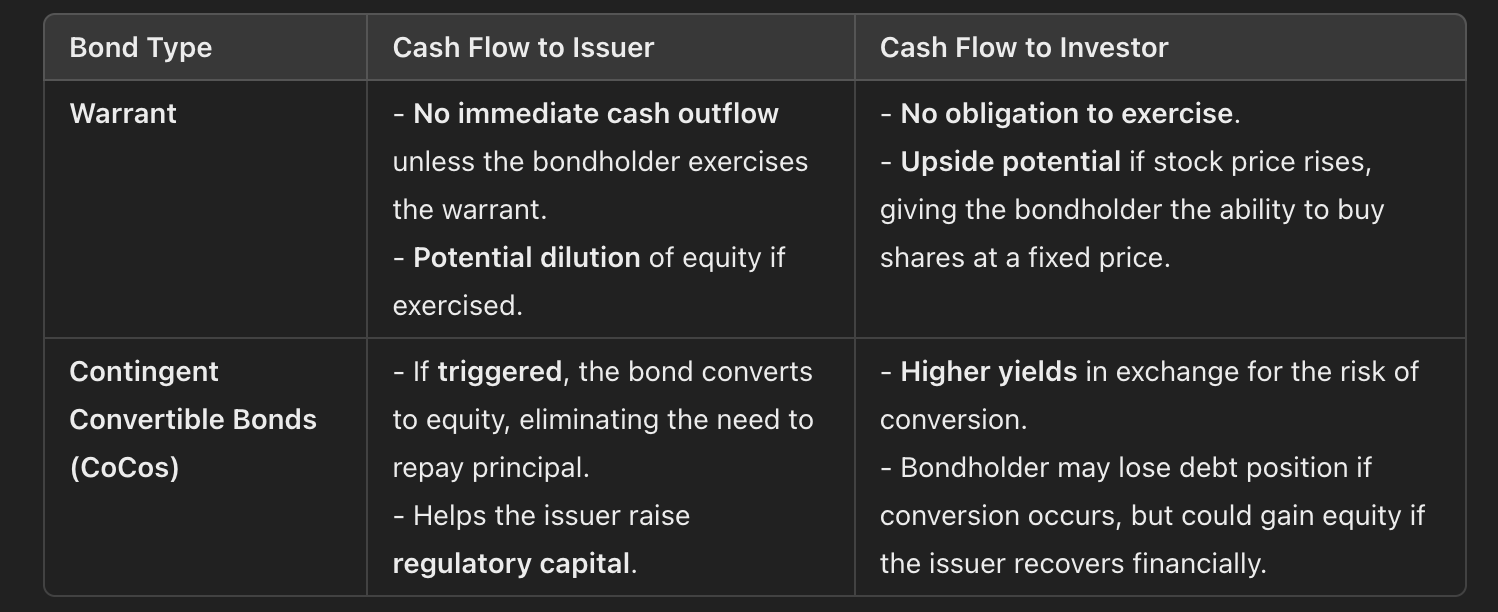 Bond Type
Cash Flow to Issuer
Cash Flow to Investor
Warrant
- No immediate cash outflow
unless the bondholder exercises
the warrant.
- Potential dilution of equity if
exercised.
- No obligation to exercise.
- Upside potential if stock price rises,
giving the bondholder the ability to buy
shares at a fixed price.
Contingent
Convertible Bonds
(CoCos)
- If triggered, the bond converts
to equity, eliminating the need to
repay principal.
- Helps the issuer raise
regulatory capital.
- Higher yields in exchange for the risk of
conversion.
- Bondholder may lose debt position if
conversion occurs, but could gain equity if
the issuer recovers financially.